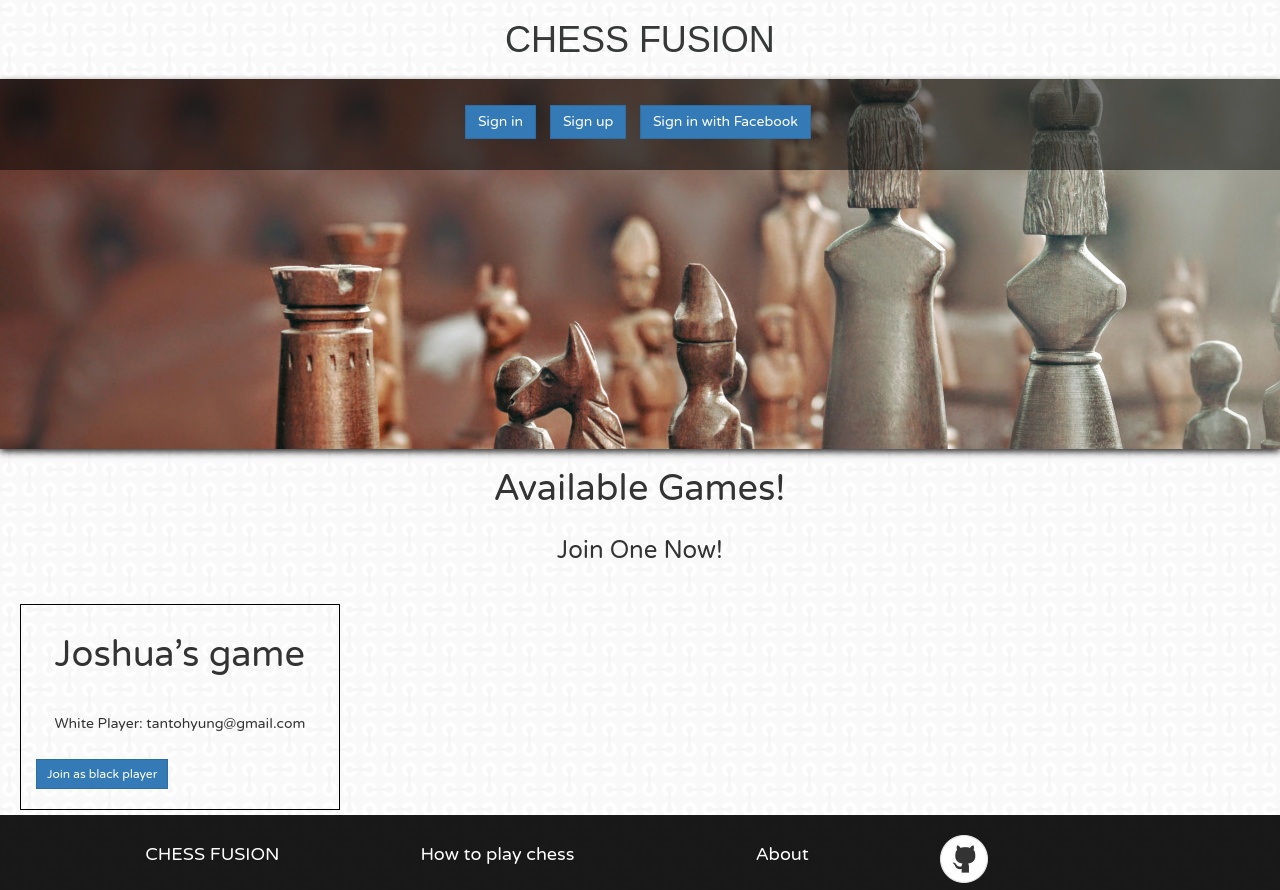 CHESS FUSION
Sign in
Sign up
Sign in with Facebook
Available Games!
Join One Now!
Joshua's game
White Player: tantohyung@gmail.com
Join as black player
CHESS FUSION
How to play chess
About